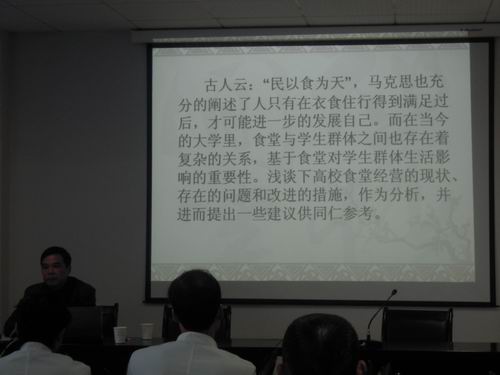 古人云：“民以食为天”，马克思也充
分的阐述了人只有在衣食住行得到满足过
后，才可能进一步的发展自己。而在当今
的大学里，食堂与学生群体之间也存在着
复杂的关系，基于食堂对学生群体生活影
响的重要性。浅谈下高校食堂经营的现状、
存在的问题和改进的措施，作为分析，并
进而提出一些建议供同仁参考。